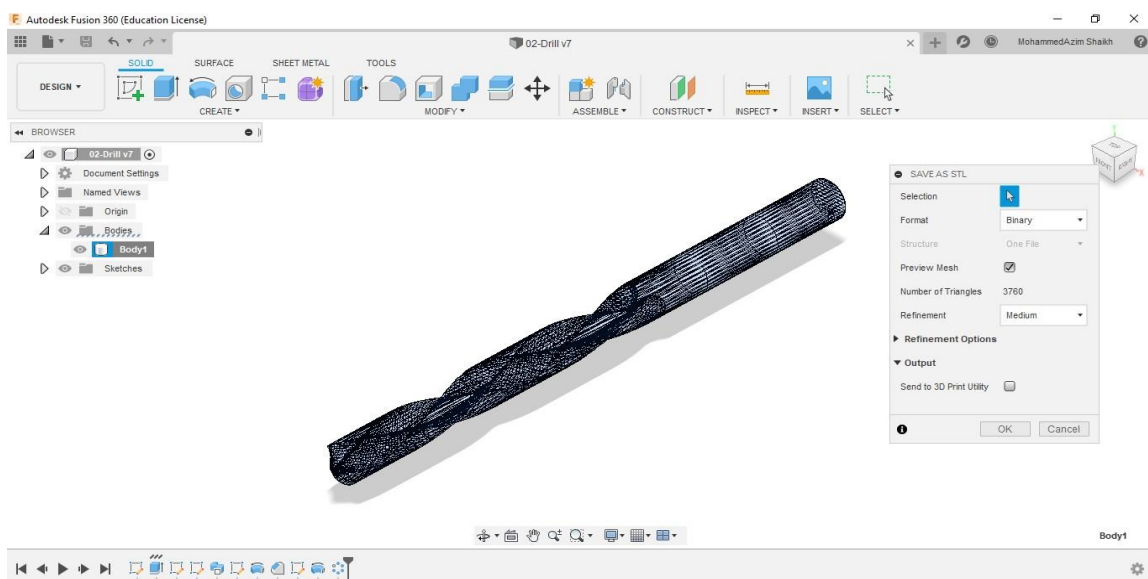 Autodesk Fusion 360 (Education License)
02-Drill v7
MohammedAzim Shaikh
SOLID SURFACE SHEET METAL TOOLS
DESIGN
CREATE MODIFY ASSEMBLE CONSTRUCT INSPECT INSERT SELECT
BROWSER
02-Drill v7
Document Settings
Named Views
Origin
Bodies
Body1
Sketches
TOP
FRONT RIGHT
SAVE AS STL
Selection
Format Binary
Structure One File
Preview Mesh
Number of Triangles 3760
Refinement Medium
Refinement Options
Output
Send to 3D Print Utility
OK Cancel
Body1